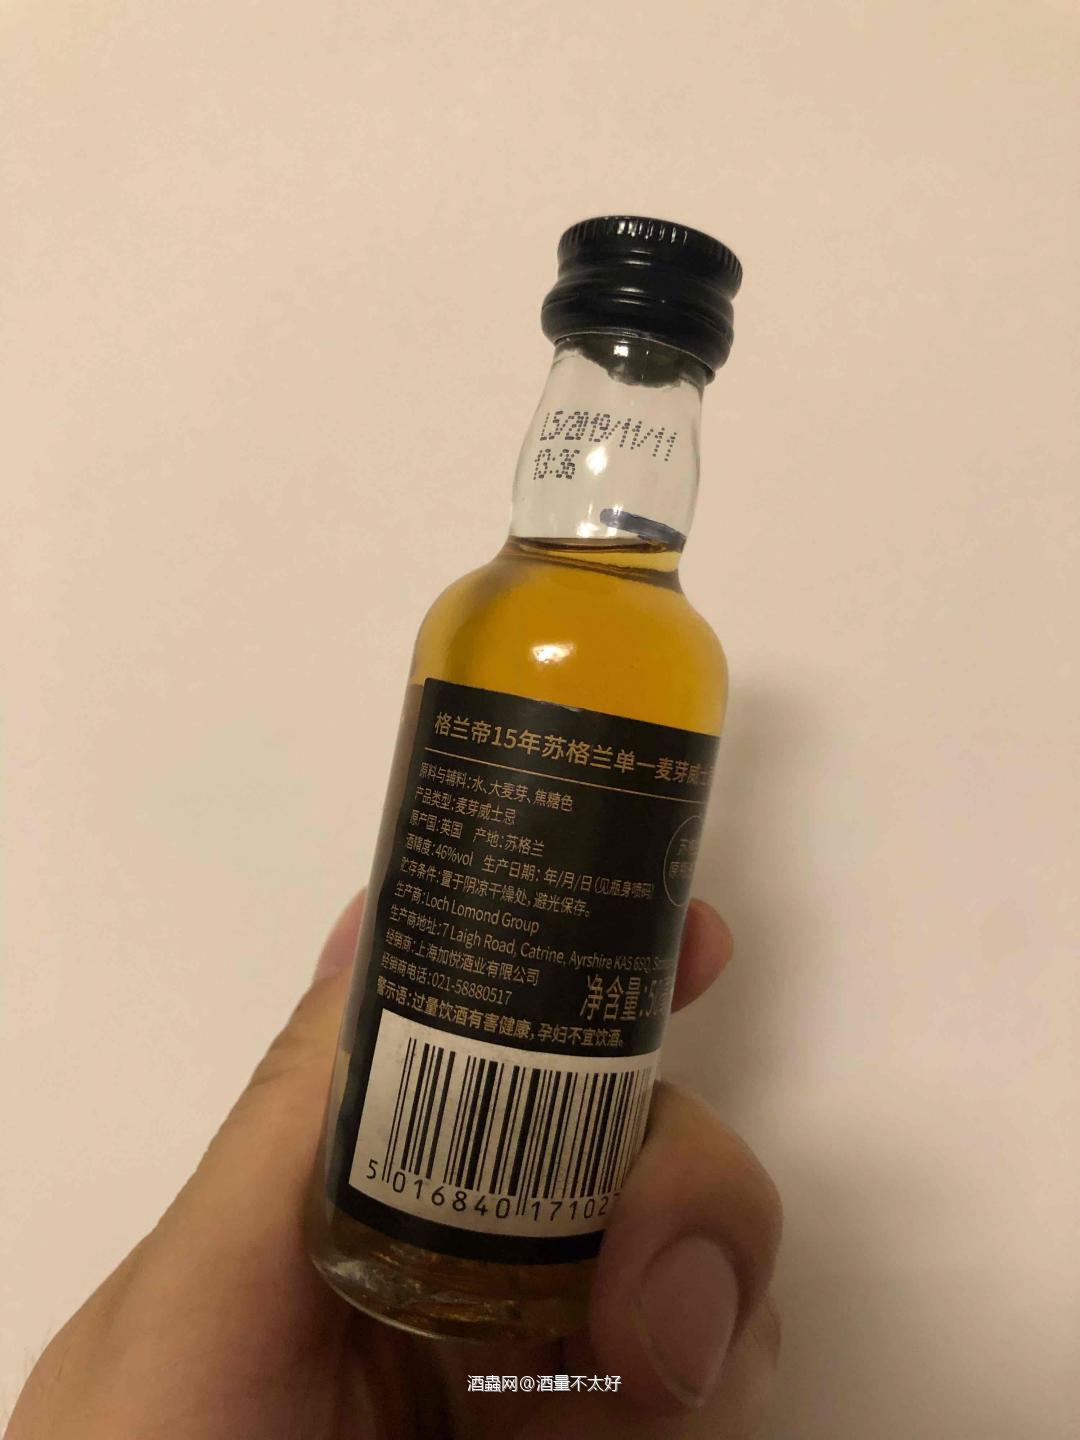 L5/2019/11/11
13:36
格兰帝15年苏格兰单一麦芽威士
原料与辅料:水、大麦芽、焦糖色
产品类型:麦芽威士忌
原产国:英国 产地:苏格兰
酒精度:46%vol 生产日期:年/月/日(见瓶身喷码)
贮存条件:置于阴凉干燥处,避光保存。
生产商:Loch Lomond Group
生产商地址:7 Laigh Road, Catrine, Ayrshire KA5 6SQ,
经销商:上海加悦酒业有限公司
经销商电话:021-58880517
净含量:5
警示语:过量饮酒有害健康,孕妇不宜饮酒。
5 016840 17102
酒蟲网@酒量不太好